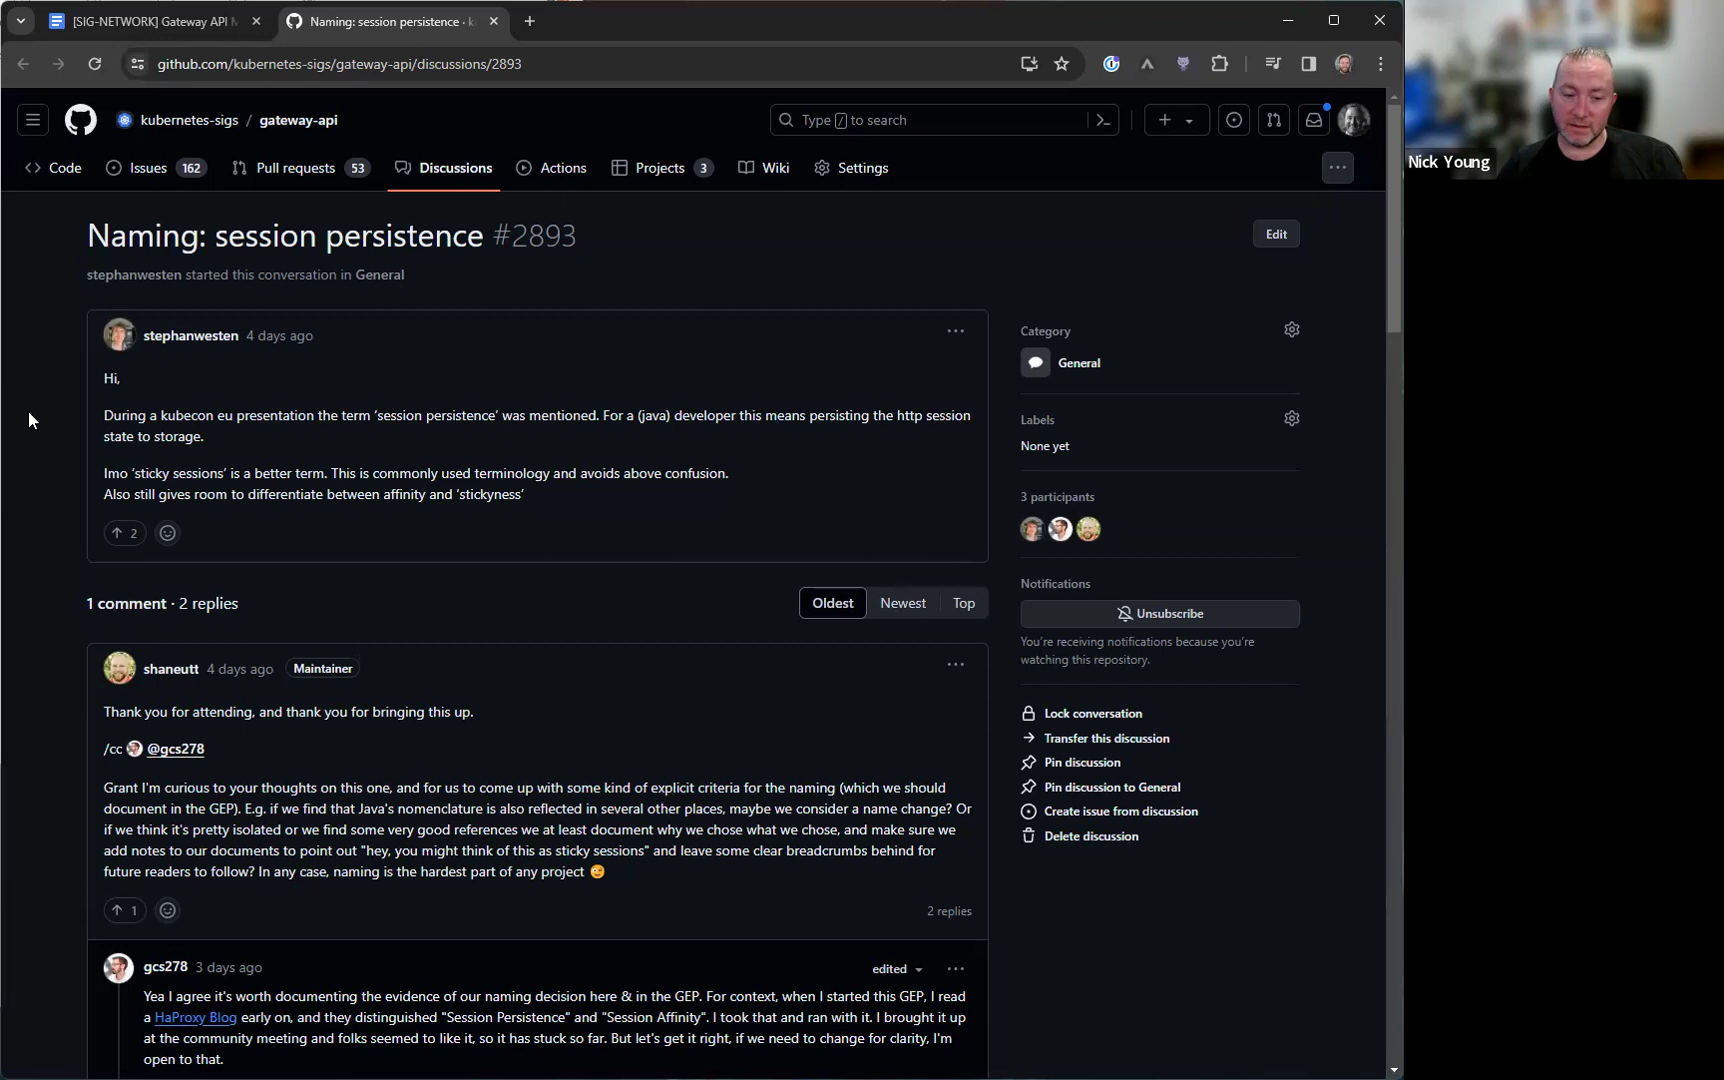 [SIG-NETWORK] Gateway API M
Naming: session persistence · k
github.com/kubernetes-sigs/gateway-api/discussions/2893
kubernetes-sigs / gateway-api
Type / to search
Code
Issues 162
Pull requests 53
Discussions
Actions
Projects 3
Wiki
Settings
Naming: session persistence #2893
Edit
stephanwesten started this conversation in General
stephanwesten 4 days ago
Hi,
During a kubecon eu presentation the term ‘session persistence’ was mentioned. For a (java) developer this means persisting the http session
state to storage.
Imo ‘sticky sessions’ is a better term. This is commonly used terminology and avoids above confusion.
Also still gives room to differentiate between affinity and ‘stickyness’
2
1 comment · 2 replies
Oldest
Newest
Top
shaneutt 4 days ago Maintainer
Thank you for attending, and thank you for bringing this up.
/cc @gcs278
Grant I'm curious to your thoughts on this one, and for us to come up with some kind of explicit criteria for the naming (which we should
document in the GEP). E.g. if we find that Java's nomenclature is also reflected in several other places, maybe we consider a name change? Or
if we think it's pretty isolated or we find some very good references we at least document why we chose what we chose, and make sure we
add notes to our documents to point out "hey, you might think of this as sticky sessions" and leave some clear breadcrumbs behind for
future readers to follow? In any case, naming is the hardest part of any project
1
2 replies
gcs278 3 days ago
edited
Yea I agree it's worth documenting the evidence of our naming decision here & in the GEP. For context, when I started this GEP, I read
a HaProxy Blog early on, and they distinguished "Session Persistence" and "Session Affinity". I took that and ran with it. I brought it up
at the community meeting and folks seemed to like it, so it has stuck so far. But let's get it right, if we need to change for clarity, I'm
open to that.
Category
General
Labels
None yet
3 participants
Notifications
Unsubscribe
You're receiving notifications because you're
watching this repository.
Lock conversation
Transfer this discussion
Pin discussion
Pin discussion to General
Create issue from discussion
Delete discussion
Nick Young